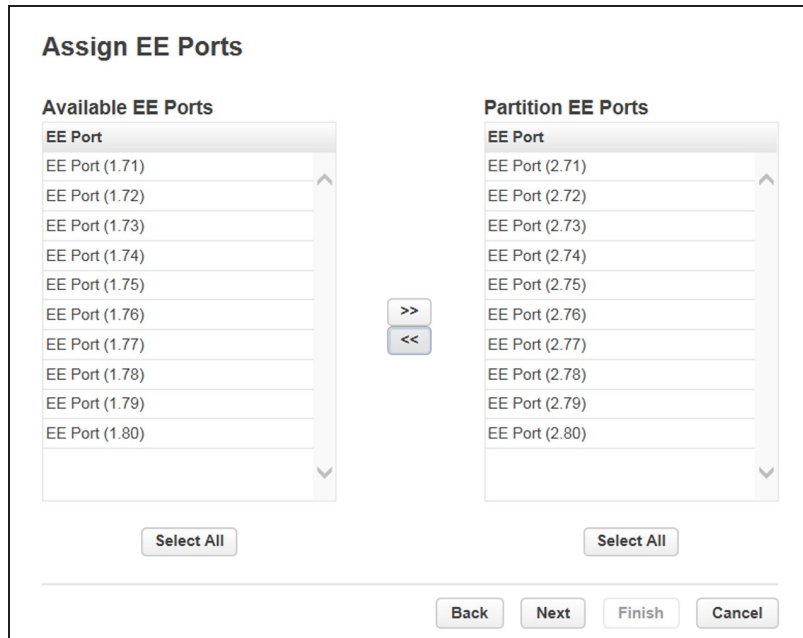 Assign EE Ports
Available EE Ports
EE Port
EE Port (1.71)
EE Port (1.72)
EE Port (1.73)
EE Port (1.74)
EE Port (1.75)
EE Port (1.76)
EE Port (1.77)
EE Port (1.78)
EE Port (1.79)
EE Port (1.80)
Select All
>>
<<
Partition EE Ports
EE Port
EE Port (2.71)
EE Port (2.72)
EE Port (2.73)
EE Port (2.74)
EE Port (2.75)
EE Port (2.76)
EE Port (2.77)
EE Port (2.78)
EE Port (2.79)
EE Port (2.80)
Select All
Back Next Finish Cancel